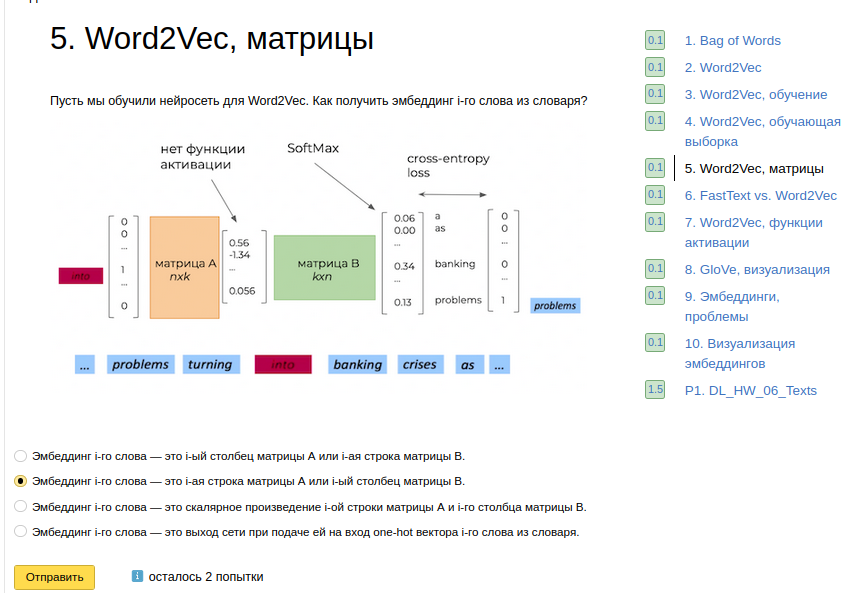 5. Word2Vec, матрицы
Пусть мы обучили нейросеть для Word2Vec. Как получить эмбеддинг i-го слова из словаря?
нет функции
активации
SoftMax
cross-entropy
loss
into
0
0
...
1
...
0
матрица A
nxk
0.56
-1.34
...
0.056
матрица B
kxn
0.06
0.00
...
0.34
...
0.13
a
as
banking
problems
0
0
...
0
...
1
problems
... problems turning into banking crises as ...
Эмбеддинг i-го слова — это i-ый столбец матрицы A или i-ая строка матрицы B.
Эмбеддинг i-го слова — это i-ая строка матрицы A или i-ый столбец матрицы B.
Эмбеддинг i-го слова — это скалярное произведение i-ой строки матрицы A и i-го столбца матрицы B.
Эмбеддинг i-го слова — это выход сети при подаче ей на вход one-hot вектора i-го слова из словаря.
Отправить
i осталось 2 попытки
0.1 1. Bag of Words
0.1 2. Word2Vec
0.1 3. Word2Vec, обучение
0.1 4. Word2Vec, обучающая
выборка
0.1 5. Word2Vec, матрицы
0.1 6. FastText vs. Word2Vec
0.1 7. Word2Vec, функции
активации
0.1 8. GloVe, визуализация
0.1 9. Эмбеддинги,
проблемы
0.1 10. Визуализация
эмбеддингов
1.5 P1. DL_HW_06_Texts